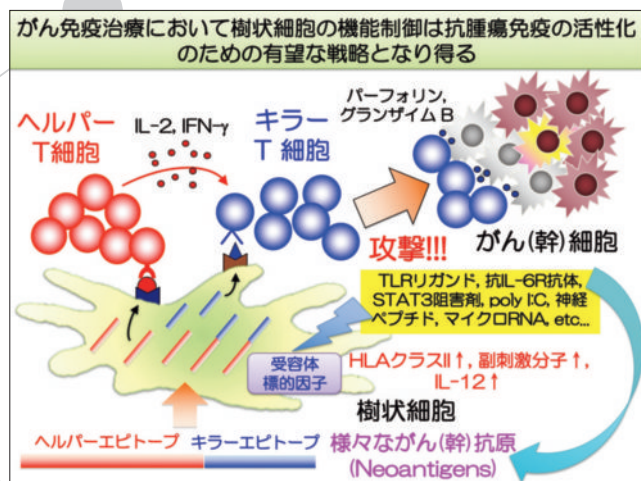 がん免疫治療において樹状細胞の機能制御は抗腫瘍免疫の活性化
のための有望な戦略となり得る
ヘルパー
T細胞
IL-2, IFN-γ
キラー
T 細胞
パーフォリン,
グランザイム B
攻撃!!!
がん(幹)細胞
TLRリガンド, 抗IL-6R抗体,
STAT3阻害剤, poly I:C, 神経
ペプチド, マイクロRNA, etc...
受容体
標的因子
HLAクラスII↑, 副刺激分子↑,
IL-12↑
樹状細胞
ヘルパーエピトープ
キラーエピトープ
様々ながん(幹)抗原
(Neoantigens)